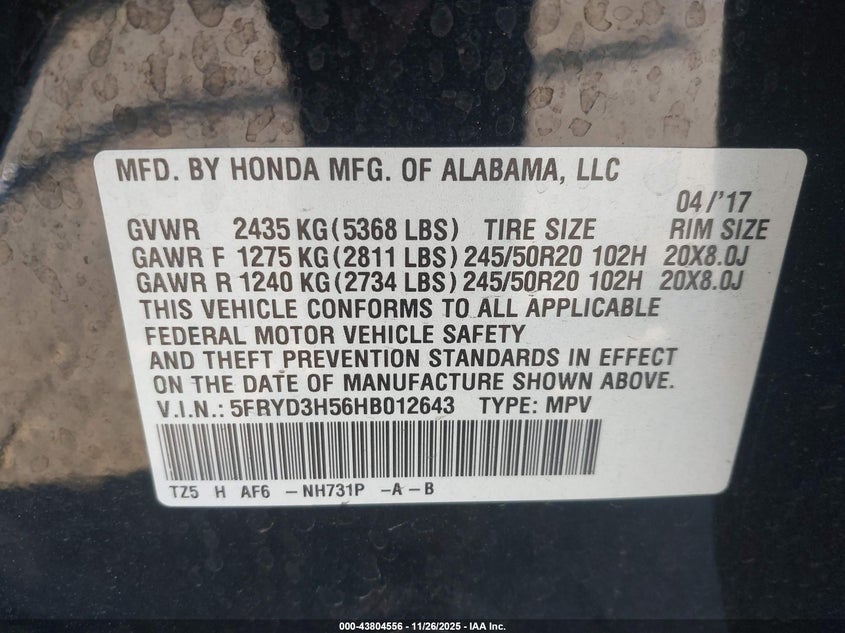 MFD. BY HONDA MFG. OF ALABAMA, LLC
04/'17
GVWR 2435 KG(5368 LBS) TIRE SIZE RIM SIZE
GAWR F 1275 KG(2811 LBS) 245/50R20 102H 20X8.0J
GAWR R 1240 KG(2734 LBS) 245/50R20 102H 20X8.0J
THIS VEHICLE CONFORMS TO ALL APPLICABLE
FEDERAL MOTOR VEHICLE SAFETY
AND THEFT PREVENTION STANDARDS IN EFFECT
ON THE DATE OF MANUFACTURE SHOWN ABOVE.
V.I.N.: 5FRYD3H56HB012643 TYPE: MPV
TZ5 H AF6 -NH731P -A-B
000-43804556 - 11/26/2025 - IAA Inc.